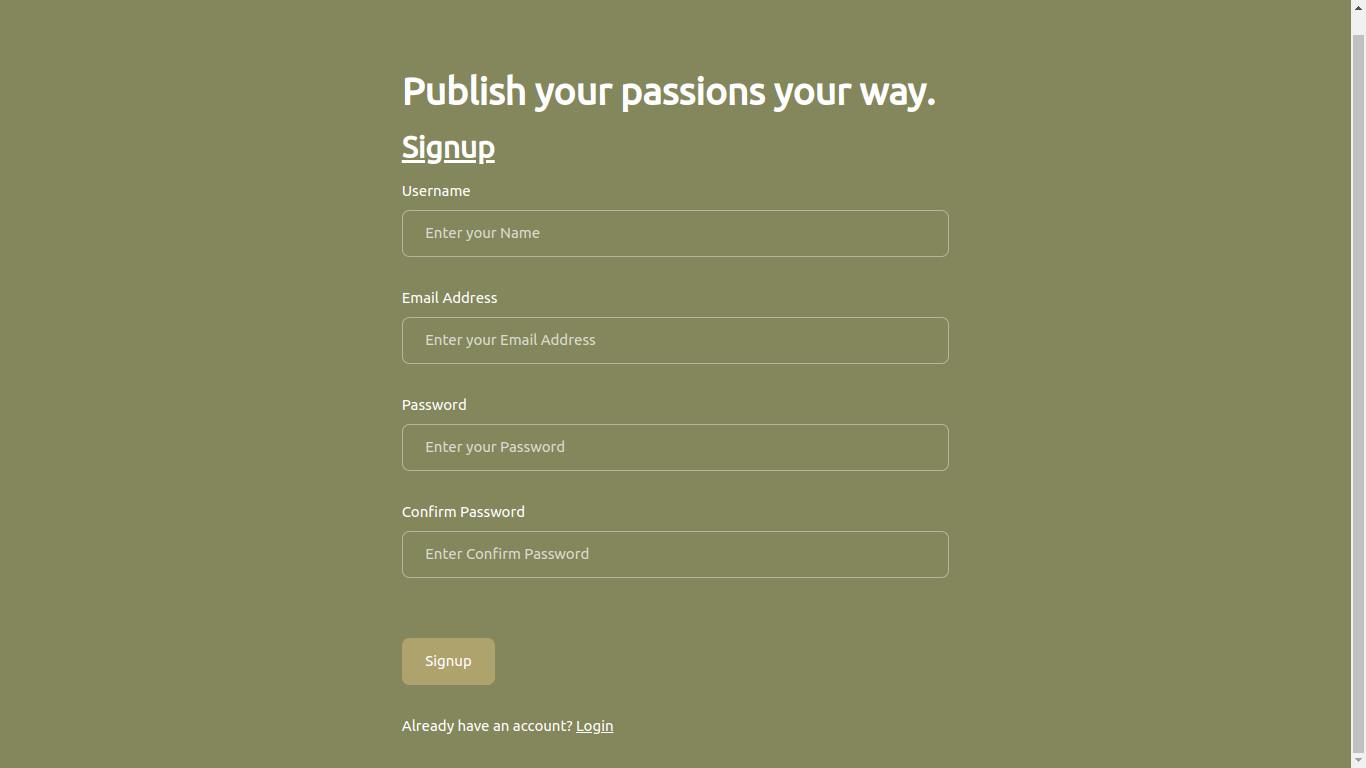 Publish your passions your way.
Signup
Username
Enter your Name
Email Address
Enter your Email Address
Password
Enter your Password
Confirm Password
Enter Confirm Password
Signup
Already have an account? Login